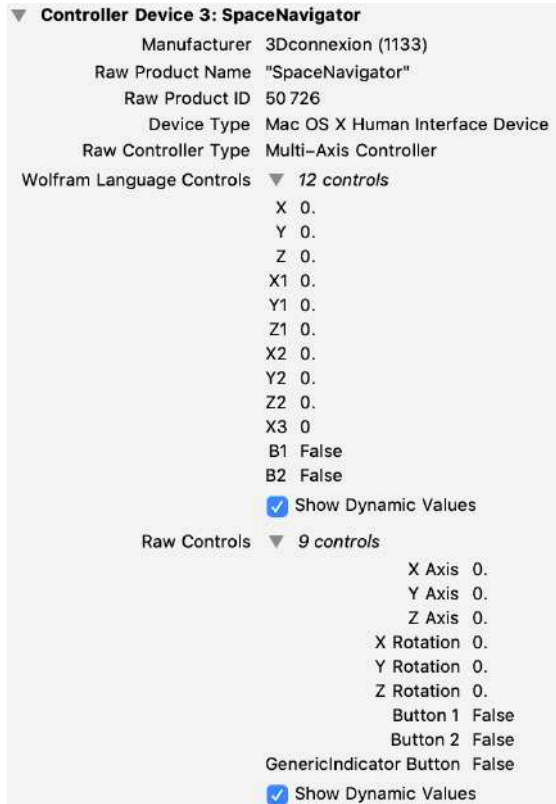 Controller Device 3: SpaceNavigator
Manufacturer 3Dconnexion (1133)
Raw Product Name "SpaceNavigator"
Raw Product ID 50 726
Device Type Mac OS X Human Interface Device
Raw Controller Type Multi-Axis Controller
Wolfram Language Controls 12 controls
X 0.
Y 0.
Z 0.
X1 0.
Y1 0.
Z1 0.
X2 0.
Y2 0.
Z2 0.
X3 0
B1 False
B2 False
Show Dynamic Values
Raw Controls 9 controls
X Axis 0.
Y Axis 0.
Z Axis 0.
X Rotation 0.
Y Rotation 0.
Z Rotation 0.
Button 1 False
Button 2 False
GenericIndicator Button False
Show Dynamic Values